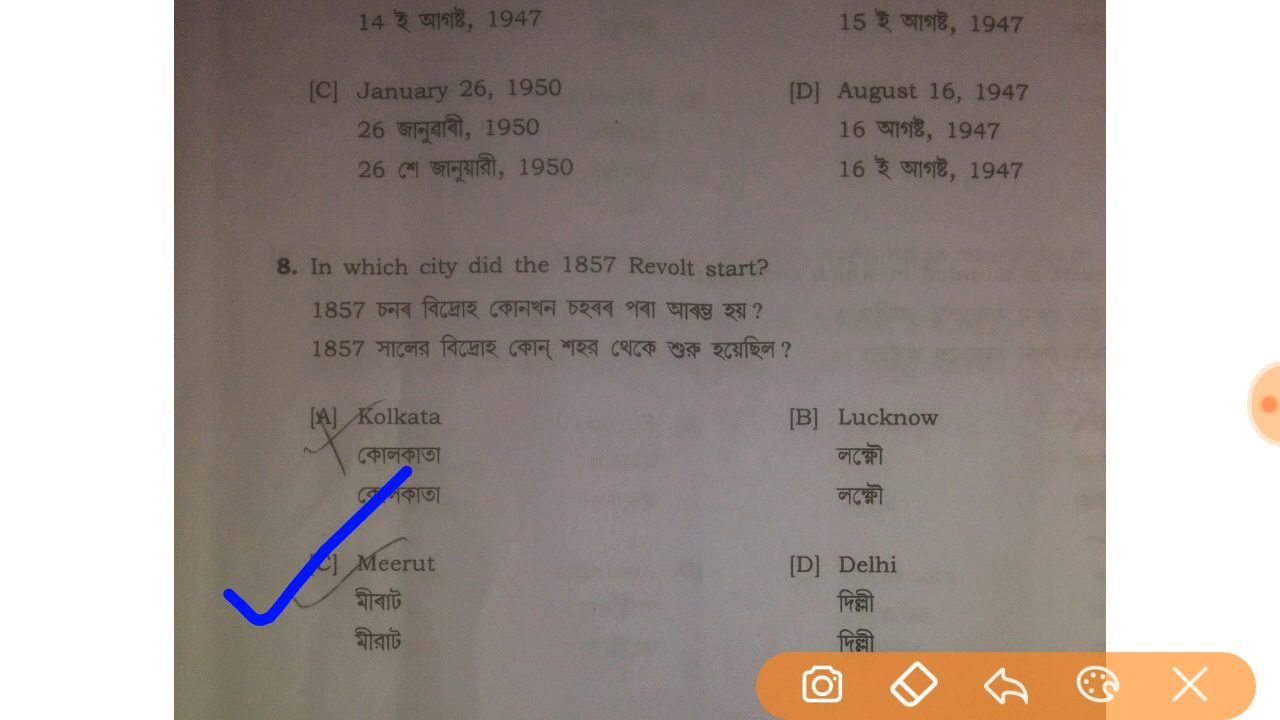 14 ই আগষ্ট, 1947
15 ই আগষ্ট, 1947
[C] January 26, 1950
26 জানুৱাৰী, 1950
26 শে জানুয়ারী, 1950
[D] August 16, 1947
16 আগষ্ট, 1947
16 ই আগষ্ট, 1947
8. In which city did the 1857 Revolt start?
1857 চনৰ বিদ্ৰোহ কোনখন চহৰৰ পৰা আৰম্ভ হয় ?
1857 সালের বিদ্রোহ কোন্ শহর থেকে শুরু হয়েছিল ?
[A] Kolkata
কোলকাতা
কোলকাতা
[B] Lucknow
লক্ষ্ণৌ
লক্ষ্ণৌ
[C] Meerut
মীৰাট
মীরাট
[D] Delhi
দিল্লী
দিল্লী